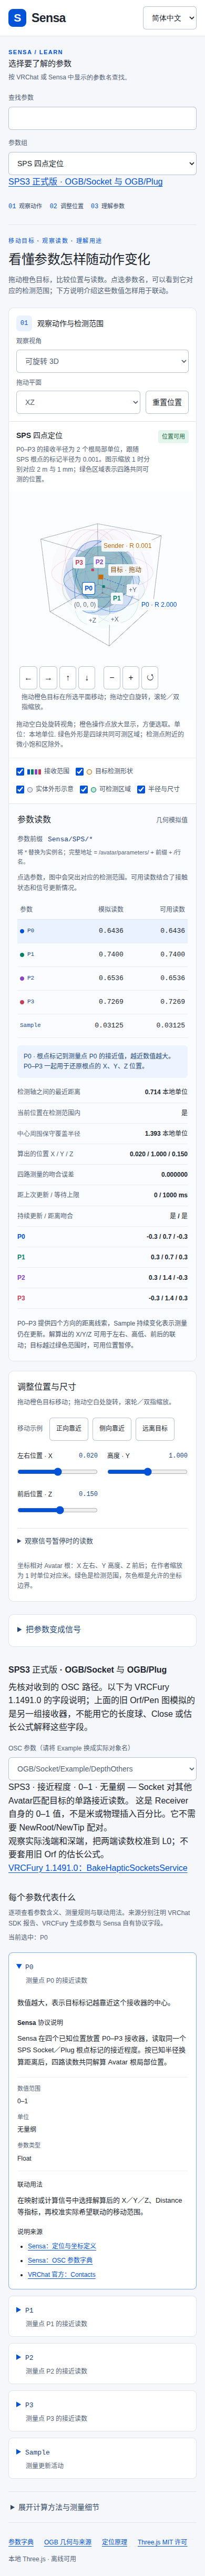 S Sensa
简体中文
SENSA / LEARN
选择要了解的参数
按 VRChat 或 Sensa 中显示的参数名查找。
查找参数
参数组
SPS 四点定位
SPS3 正式版 · OGB/Socket 与 OGB/Plug
01 观察动作 02 调整位置 03 理解参数
移动目标 · 观察读数 · 理解用途
看懂参数怎样随动作变化
拖动橙色目标，比较位置与读数。点选参数名，可以看到它对应的检测范围；下方说明介绍这些数值怎样用于联动。
01 观察动作与检测范围
观察视角
可旋转 3D
拖动平面
XZ
重置位置
SPS 四点定位
位置可用
P0–P3 的接收半径为 2 个根局部单位，跟随 SPS 根点的标记半径为 0.001。图示缩放 1 时分别对应 2 m 与 1 mm；绿色区域表示四路共同可测的位置。
Sender · R 0.001
P3
P2
目标 · 拖动
P0
+Y
P1
(0, 0, 0)
P0 · R 2.000
+Z
+X
← → ↑ ↓ − +
拖动橙色目标在所选平面移动；拖动空白旋转，滚轮／双指缩放。
拖动空白旋转视角；橙色操作点放大显示，方便选取。单位：本地单位. 绿色外形是四球共同可测区域；检测点附近的微小饱和区除外。
接收范围 目标检测形状
实体外形示意 可检测区域 半径与尺寸
参数读数
几何模拟值
参数前缀 Sensa/SPS/*
将 * 替换为实例名；完整地址 = /avatar/parameters/ + 前缀 + /行名。
点选参数，图中会突出对应的检测范围。可用读数结合了接触状态和信号更新情况。
参数 模拟读数 可用读数
P0 0.6436 0.6436
P1 0.7400 0.7400
P2 0.6536 0.6536
P3 0.7269 0.7269
Sample 0.03125 0.03125
P0 · 根点标记到测量点 P0 的接近值，越近数值越大。P0–P3 一起用于还原根点的 X、Y、Z 位置。
检测轴之间的最近距离 0.714 本地单位
当前位置在检测范围内 是
中心周围保守覆盖半径 1.393 本地单位
算出的位置 X / Y / Z 0.020 / 1.000 / 0.150
四路测量的吻合误差 0.000000
距上次更新 / 等待上限 0 / 1000 ms
持续更新 / 距离吻合 是 / 是
P0 -0.3 / 0.7 / -0.3
P1 0.3 / 0.7 / 0.3
P2 0.3 / 1.4 / -0.3
P3 -0.3 / 1.4 / 0.3
P0–P3 提供四个方向的距离线索，Sample 持续变化表示测量仍在更新。解算出的 X/Y/Z 可用于左右、高低、前后的联动；目标越过绿色范围时，可用位置暂停。
调整位置与尺寸
拖动橙色目标移动；拖动空白处旋转，滚轮／双指缩放。
移动示例
正向靠近
侧向靠近
远离目标
左右位置 · X 0.020
高度 · Y 1.000
前后位置 · Z 0.150
观察信号暂停时的读数
坐标相对 Avatar 根：X 左右、Y 高度、Z 前后；在作者缩放为 1 时单位对应米。绿色是可检测范围，灰色框是允许的坐标边界。
把参数变成信号
SPS3 正式版 · OGB/Socket 与 OGB/Plug
先核对收到的 OSC 路径。以下为 VRCFury 1.1491.0 的字段说明；上面的旧 Orf/Pen 图模拟的是另一组接收器，不能用它的长度球、Close 或估长公式解释这些字段。
OSC 参数（请将 Example 换成实际对象名）
OGB/Socket/Example/DepthOthers
SPS3 · 接近程度 · 0–1 · 无量纲 — Socket 对其他 Avatar匹配目标的单路接近读数。 这是 Receiver 自身的 0–1 值，不是米或物理插入百分比。它不需要 NewRoot/NewTip 配对。
观察实际浅端和深端，把两端读数校准到 L0；不要套用旧 Orf 的估长公式。
VRCFury 1.1491.0：BakeHapticSocketsService
每个参数代表什么
逐项查看参数含义、测量规则与联动用法。来源分别注明 VRChat SDK 报告、VRCFury 生成参数与 Sensa 自有协议字段。
当前选中：P0
P0
测量点 P0 的接近读数
数值越大，表示目标标记越靠近这个接收器的中心。
Sensa 协议说明
Sensa 在四个已知位置放置 P0–P3 接收器，读取同一个 SPS Socket／Plug 根点标记的接近程度。按已知半径换算距离后，四路读数共同解算 Avatar 根局部位置。
数值范围
0–1
单位
无量纲
参数类型
Float
联动用法
在映射或计算信号中选择解算后的 X／Y／Z、Distance 等指标，再校准实际希望联动的移动范围。
说明来源
Sensa：定位与坐标定义
Sensa：OSC 参数字典
VRChat 官方：Contacts
P1
测量点 P1 的接近读数
P2
测量点 P2 的接近读数
P3
测量点 P3 的接近读数
Sample
测量更新活动
展开计算方法与测量细节
参数字典 OGB 几何与来源 定位原理 Three.js MIT 许可
本地 Three.js · 离线可用